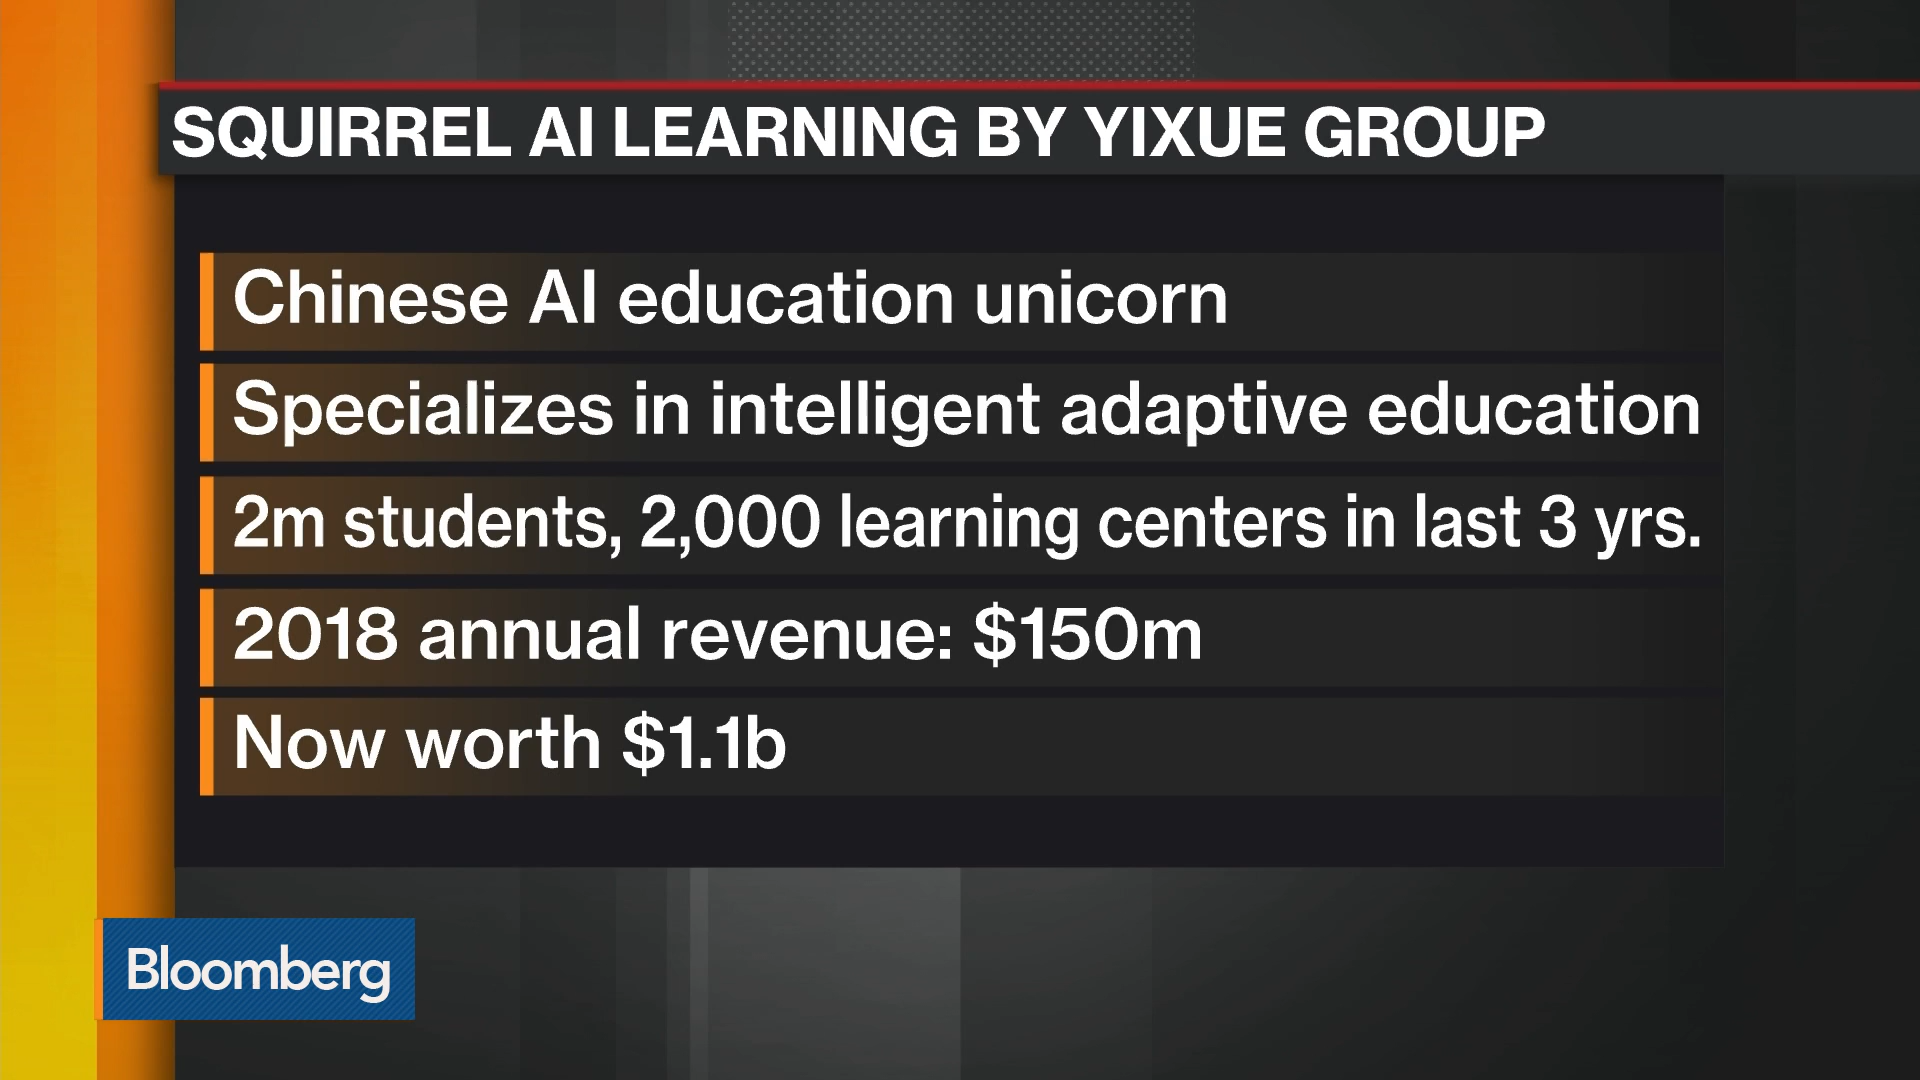 SQUIRREL AI LEARNING BY YIXUE GROUP
Chinese AI education unicorn
Specializes in intelligent adaptive education
2m students, 2,000 learning centers in last 3 yrs.
2018 annual revenue: $150m
Now worth $1.1b
Bloomberg